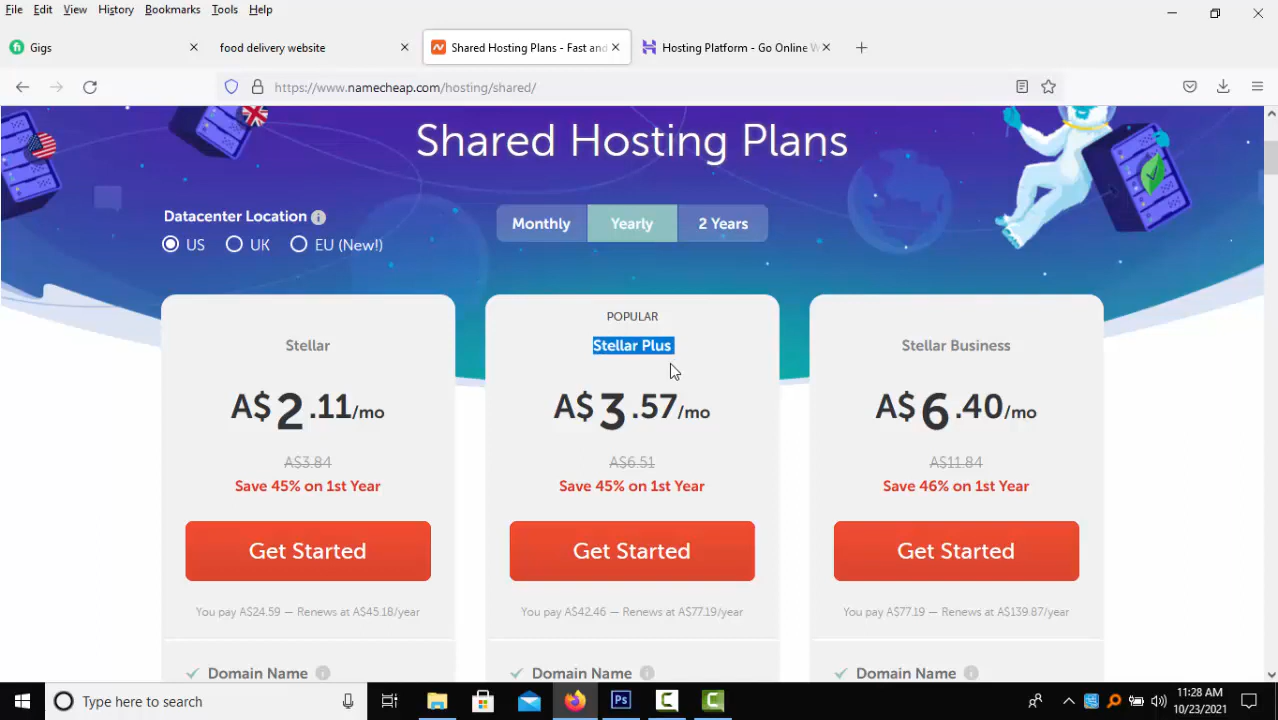 File Edit View History Bookmarks Tools Help
Gigs
food delivery website
Shared Hosting Plans - Fast and
Hosting Platform - Go Online W
https://www.namecheap.com/hosting/shared/
Shared Hosting Plans
Datacenter Location
US UK EU (New!)
Monthly Yearly 2 Years
Stellar
A$2.11/mo
A$3.84
Save 45% on 1st Year
Get Started
You pay A$24.59 — Renews at A$45.18/year
Domain Name
POPULAR
Stellar Plus
A$3.57/mo
A$6.51
Save 45% on 1st Year
Get Started
You pay A$42.46 — Renews at A$77.19/year
Domain Name
Stellar Business
A$6.40/mo
A$11.84
Save 46% on 1st Year
Get Started
You pay A$77.19 — Renews at A$139.87/year
Domain Name
Type here to search
Ps
11:28 AM
10/23/2021